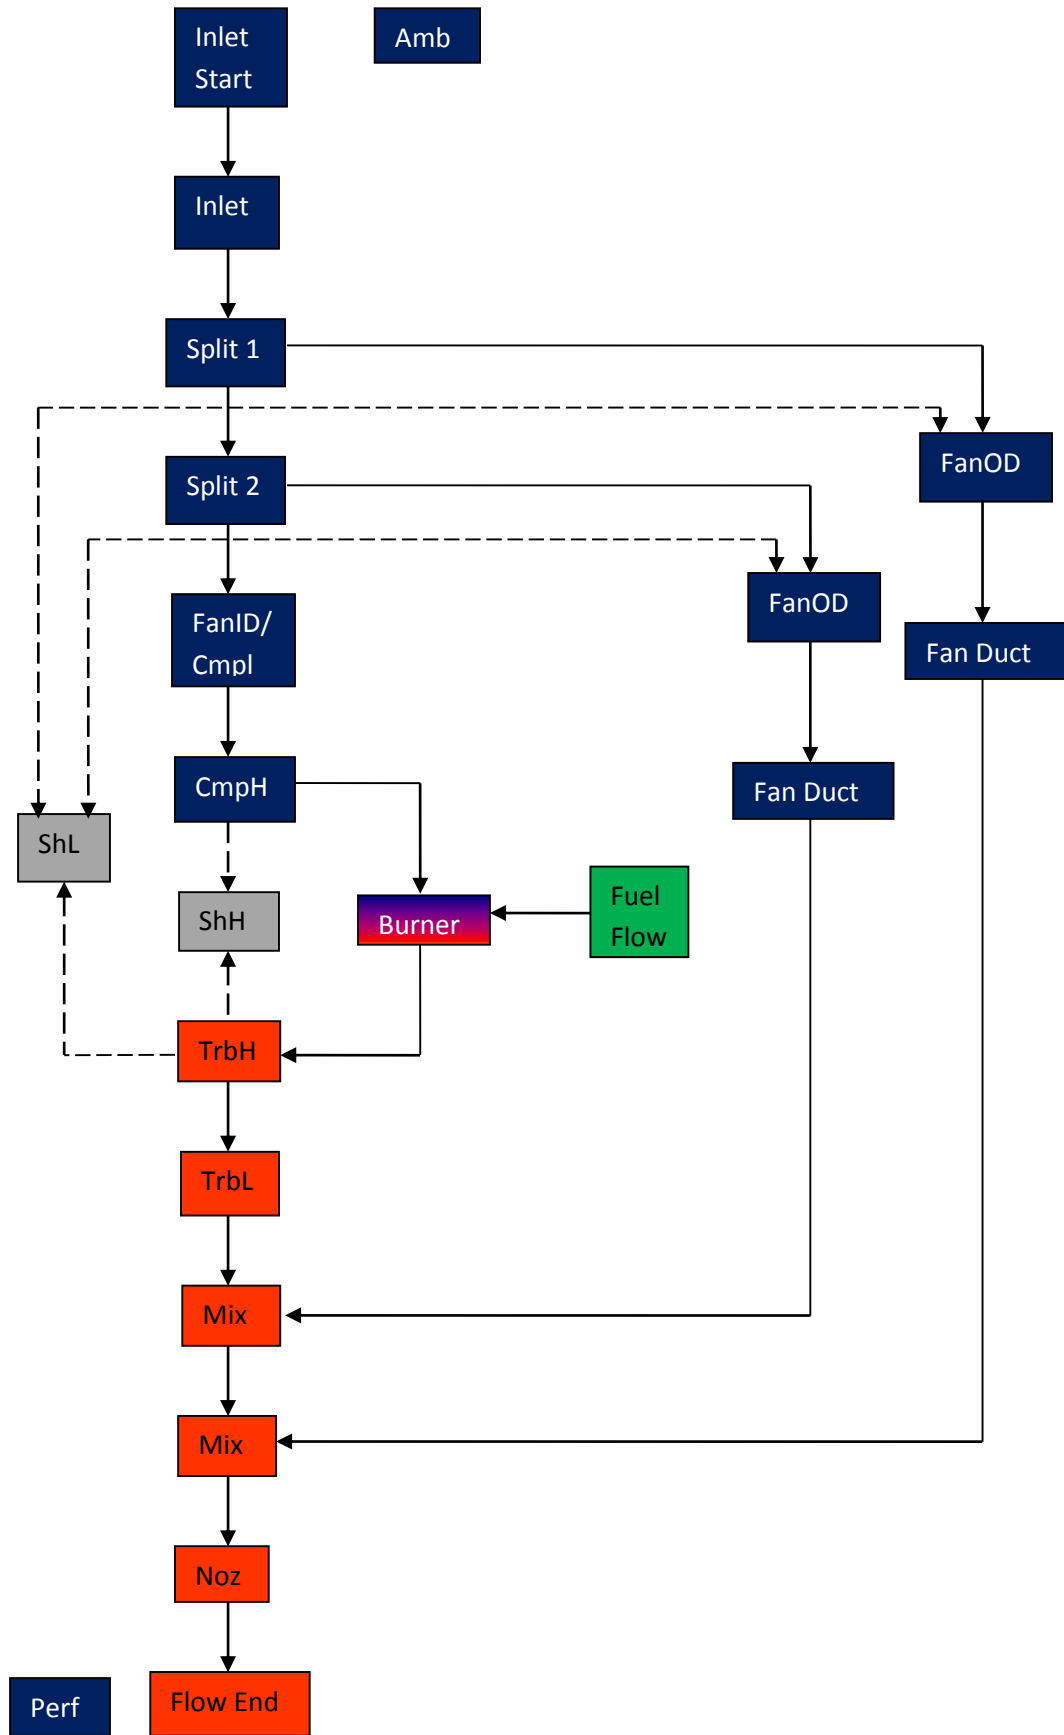 Inlet
Start
Amb
Inlet
Split 1
FanOD
Split 2
FanOD
FanID/
Cmpl
Fan Duct
CmpH
Fan Duct
ShL
ShH
Burner
Fuel
Flow
TrbH
TrbL
Mix
Mix
Noz
Perf
Flow End